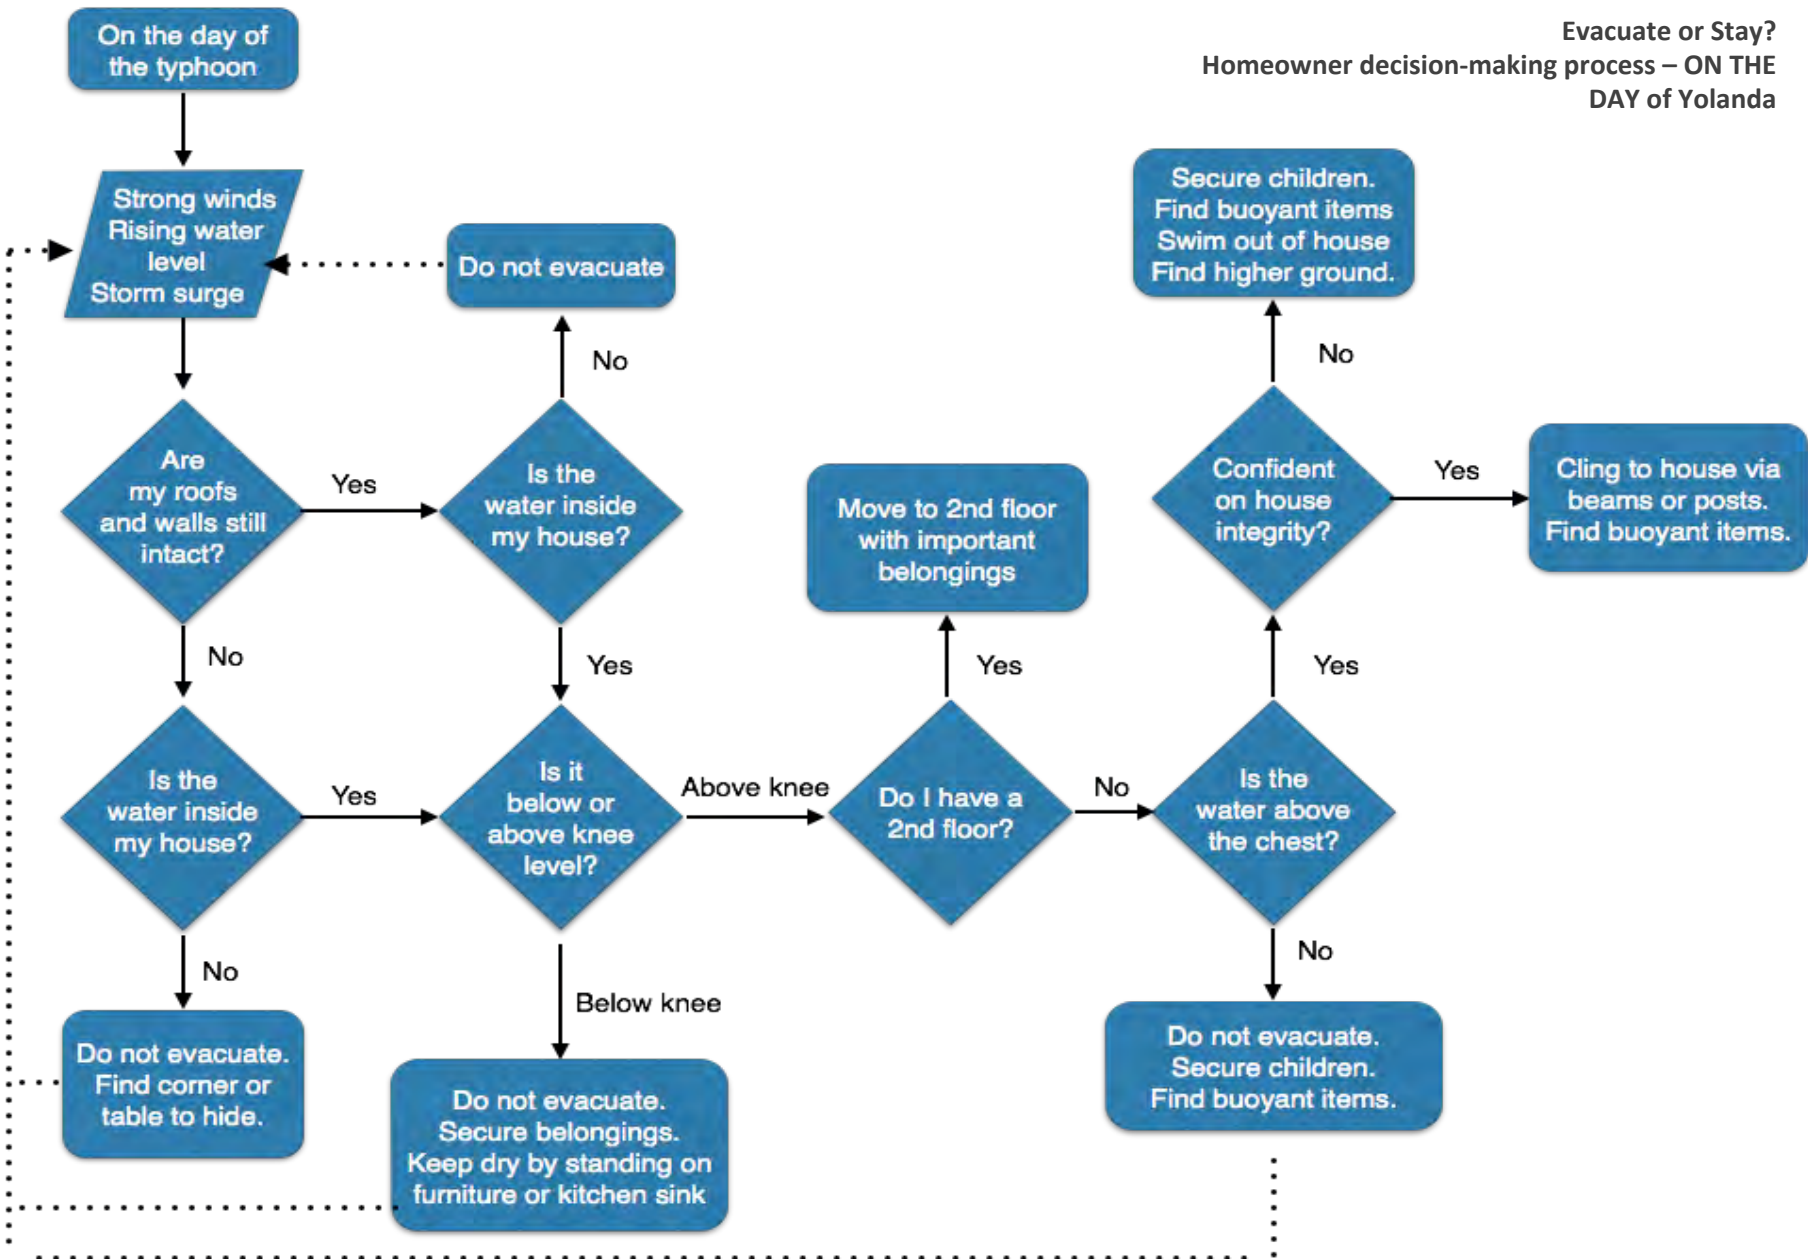 Evacuate or Stay?
Homeowner decision-making process – ON THE
DAY of Yolanda
On the day of
the typhoon
Strong winds
Rising water
level
Storm surge
Do not evacuate
No
Are
my roofs
and walls still
intact?
Yes
Is the
water inside
my house?
No
Yes
Is the
water inside
my house?
Yes
Is it
below or
above knee
level?
Above knee
Do I have a
2nd floor?
Yes
Move to 2nd floor
with important
belongings
No
Is the
water above
the chest?
Yes
Confident
on house
integrity?
No
Secure children.
Find buoyant items
Swim out of house
Find higher ground.
Yes
Cling to house via
beams or posts.
Find buoyant items.
No
Do not evacuate.
Find corner or
table to hide.
Below knee
Do not evacuate.
Secure belongings.
Keep dry by standing on
furniture or kitchen sink
No
Do not evacuate.
Secure children.
Find buoyant items.